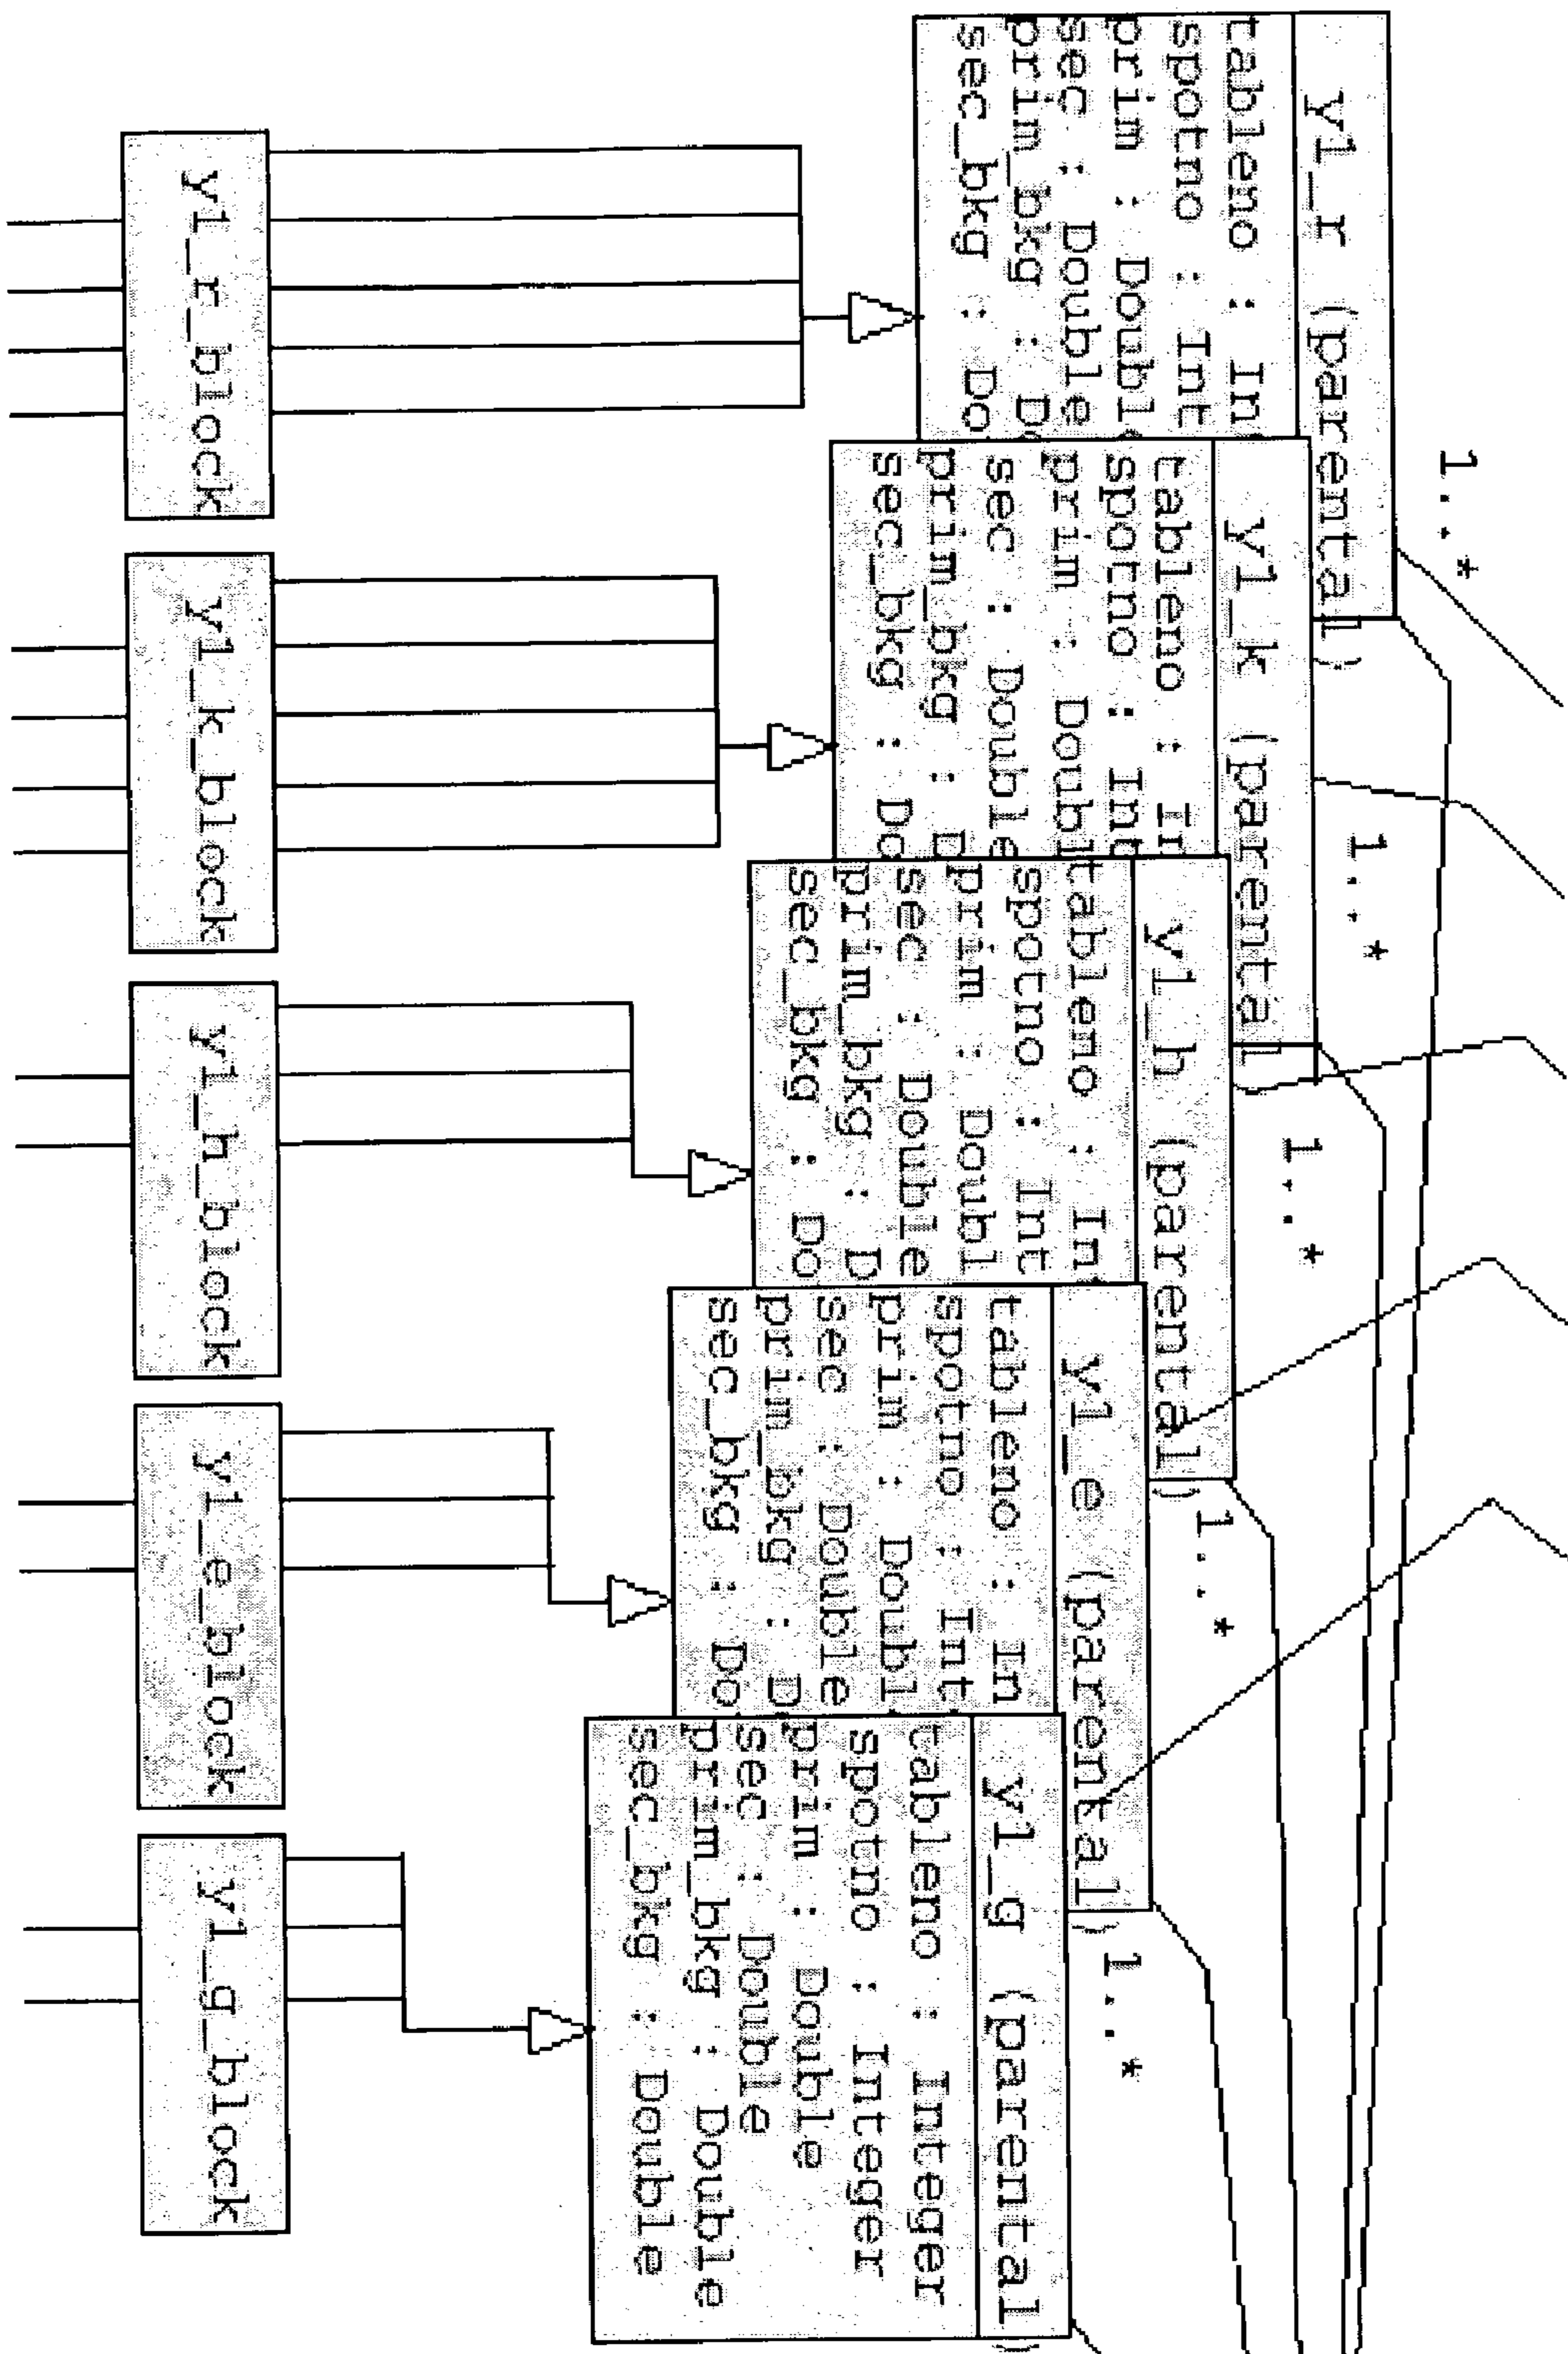 1..*
y1_r (parental)
tableno : In
spotno : Int
prim : Doubl
sec : Double
prim_bkg : D
sec_bkg : Do
1..*
y1_k (parental
tableno : In
spotno : Int
prim : Doubl
sec : Double
prim_bkg : D
sec_bkg : Do
1..*
y1_h (parental)
tableno : In
spotno : Int
prim : Doubl
sec : Double
prim_bkg : D
sec_bkg : Do
1..*
y1_e (parental)
tableno : In
spotno : Int
prim : Doubl
sec : Double
prim_bkg : D
sec_bkg : Do
1..*
y1_g (parental)
tableno : Integer
spotno : Integer
prim : Double
sec : Double
prim_bkg : Double
sec_bkg : Double
y1_r_block
y1_k_block
y1_h_block
y1_e_block
y1_g_block